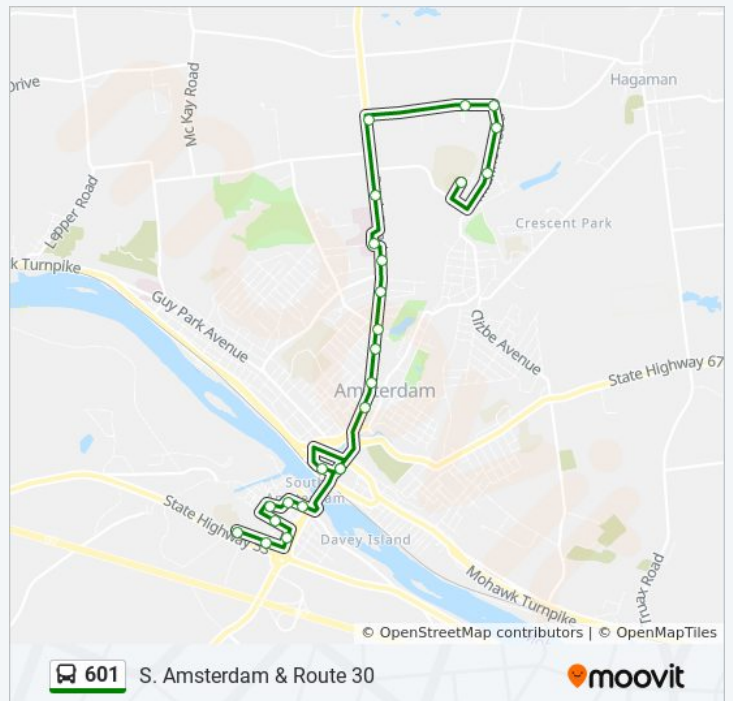 Hagaman
Drive
Mc Kay Road
Lepper Road
Crescent Park
k Turnpike
Guy Park Avenue
Clizbe Avenue
State Highway 67
Amsterdam
South
Amsterdam
State Highway 5S
Davey Island
Mohawk Turnpike
Truax Road
© OpenStreetMap contributors | © OpenMapTiles
601 S. Amsterdam & Route 30
moovit